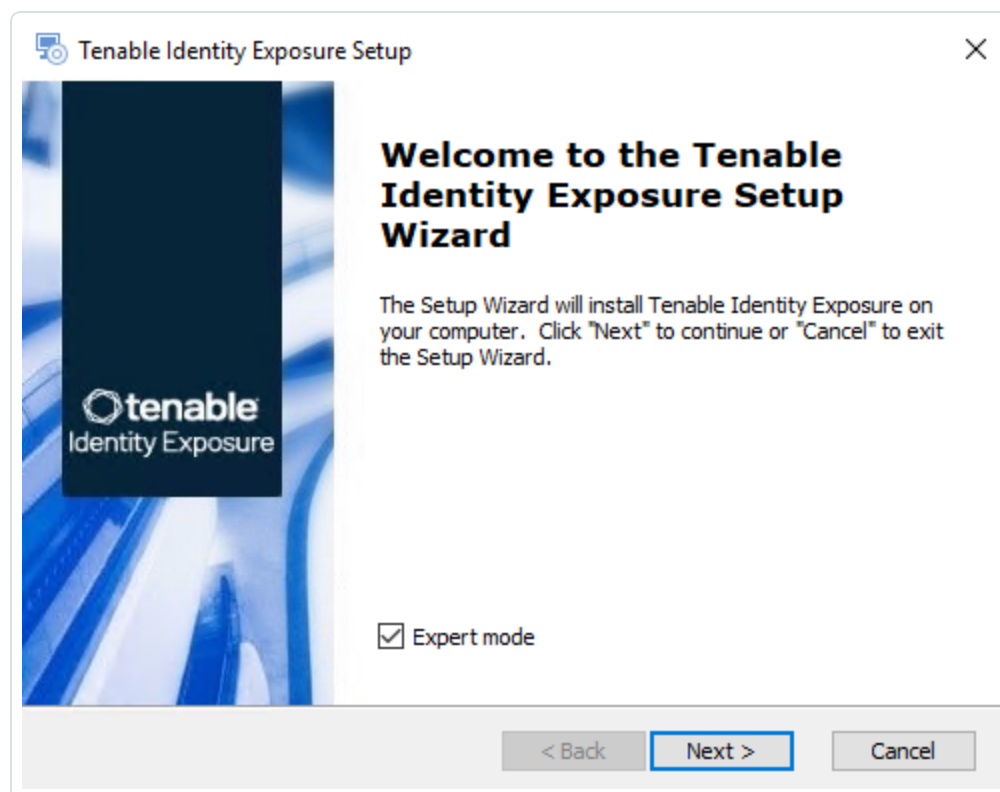 Tenable Identity Exposure Setup
Welcome to the Tenable
Identity Exposure Setup
Wizard
The Setup Wizard will install Tenable Identity Exposure on
your computer.  Click "Next" to continue or "Cancel" to exit
the Setup Wizard.
tenable
Identity Exposure
Expert mode
< Back
Next >
Cancel